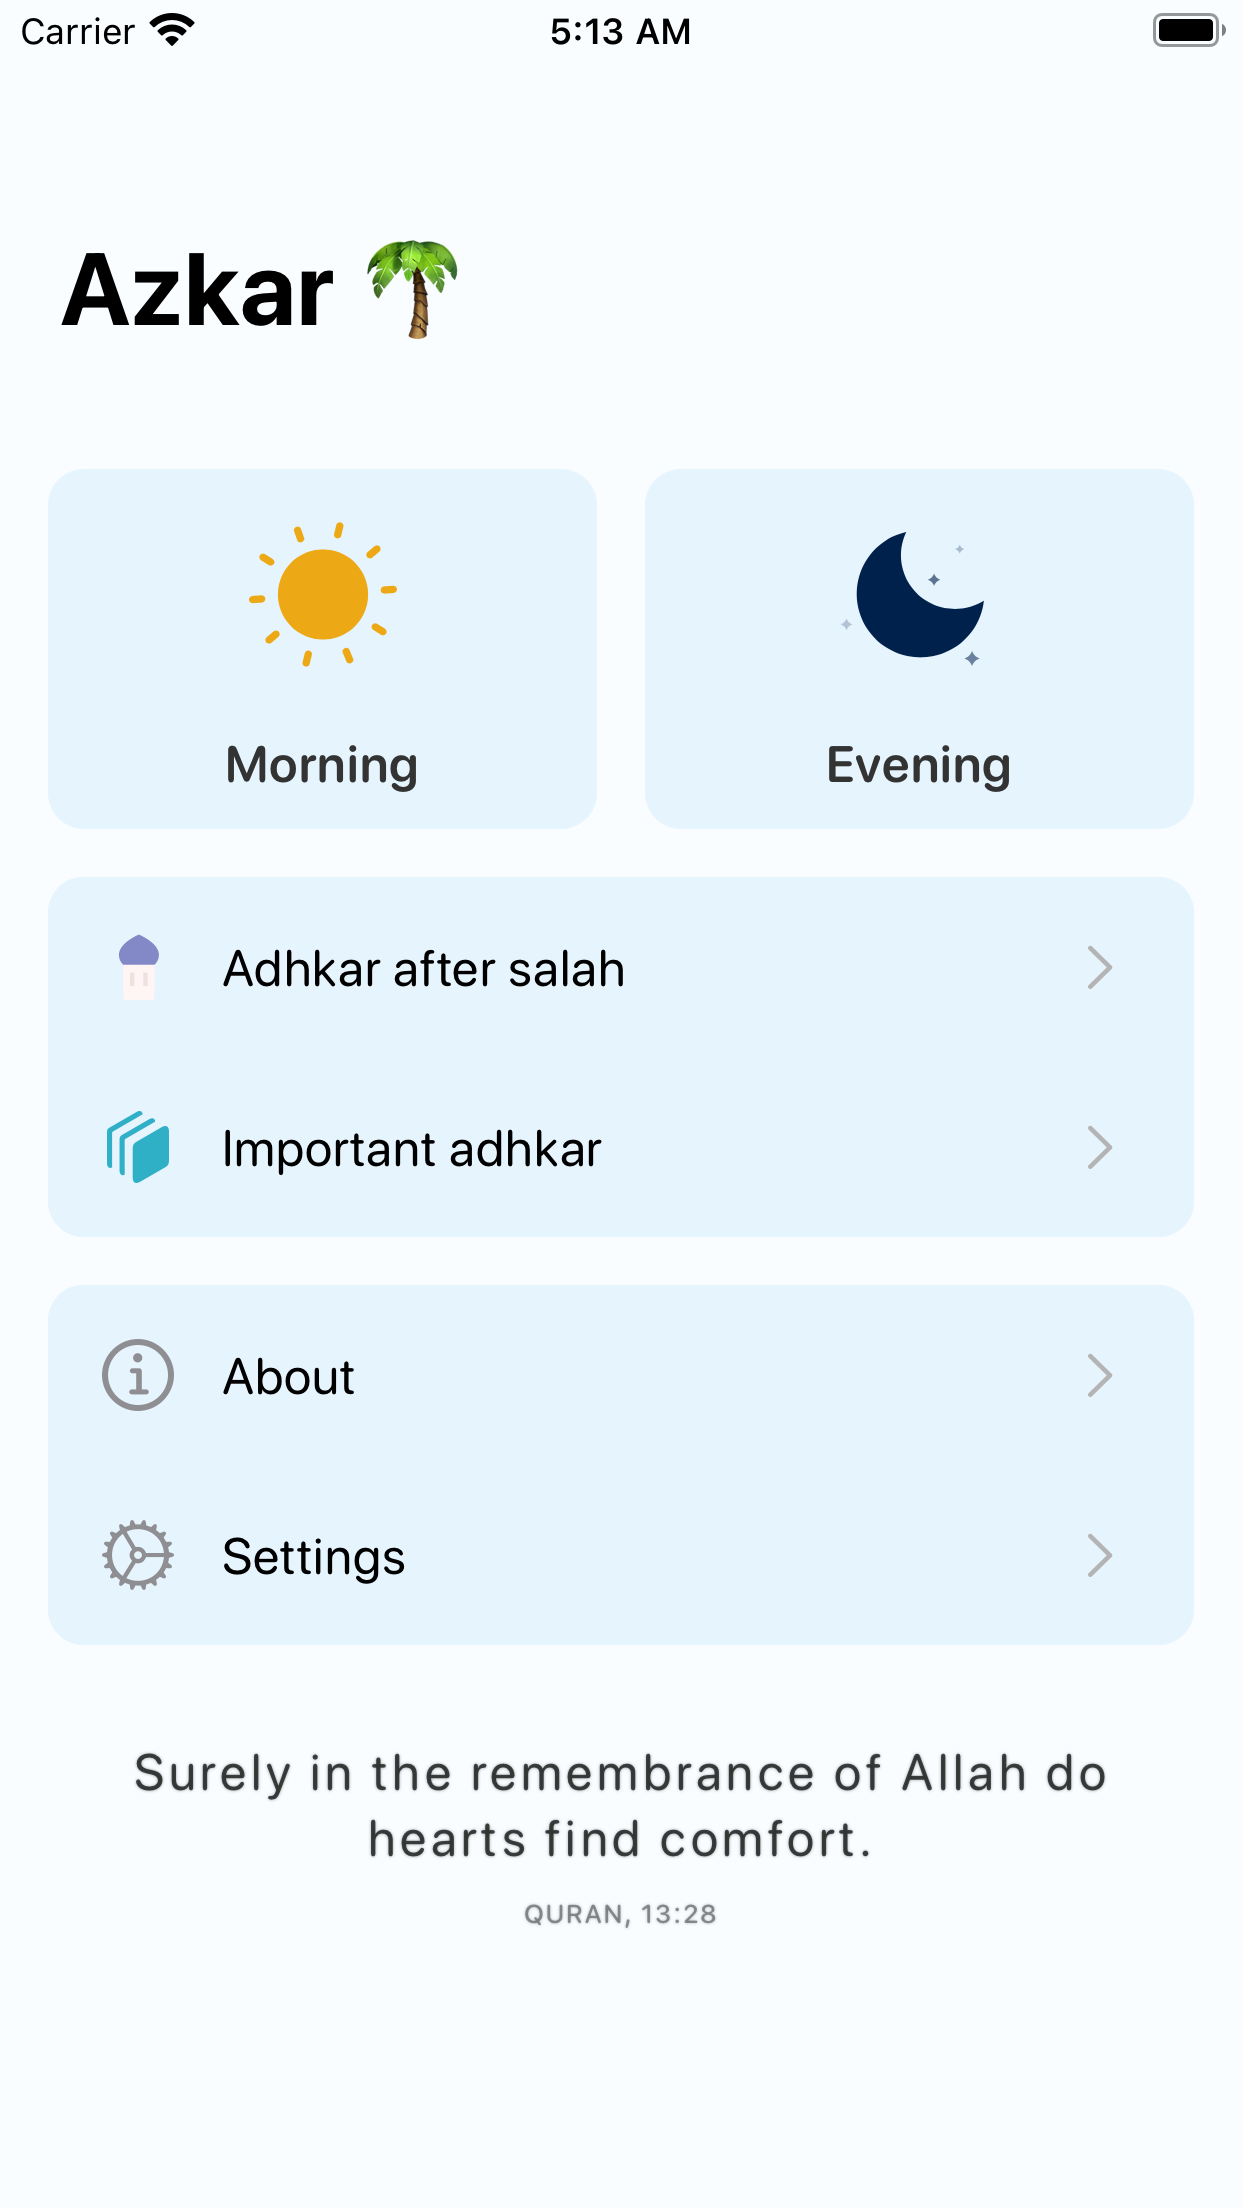 Carrier 5:13 AM
Azkar 🌴
Morning
Evening
Adhkar after salah
Important adhkar
About
Settings
Surely in the remembrance of Allah do
hearts find comfort.
QURAN, 13:28